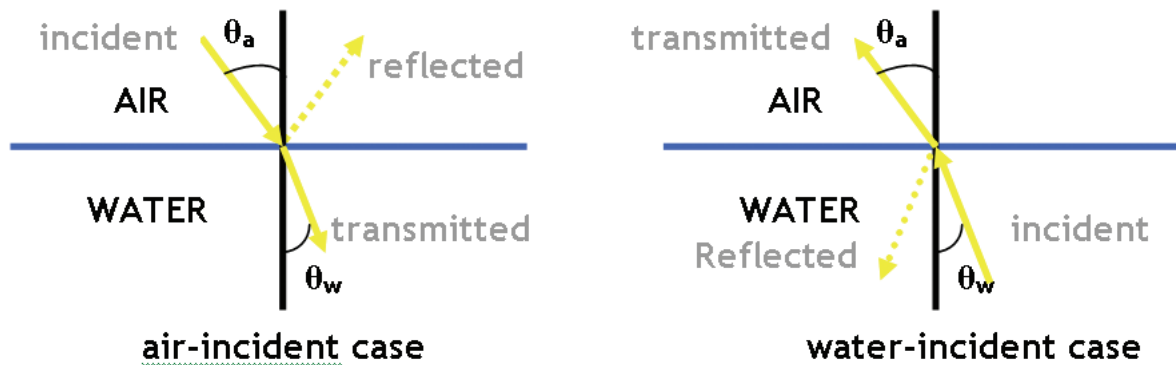 incident
θa
reflected
AIR
WATER
transmitted
θw
air-incident case
transmitted
θa
AIR
WATER
Reflected
incident
θw
water-incident case